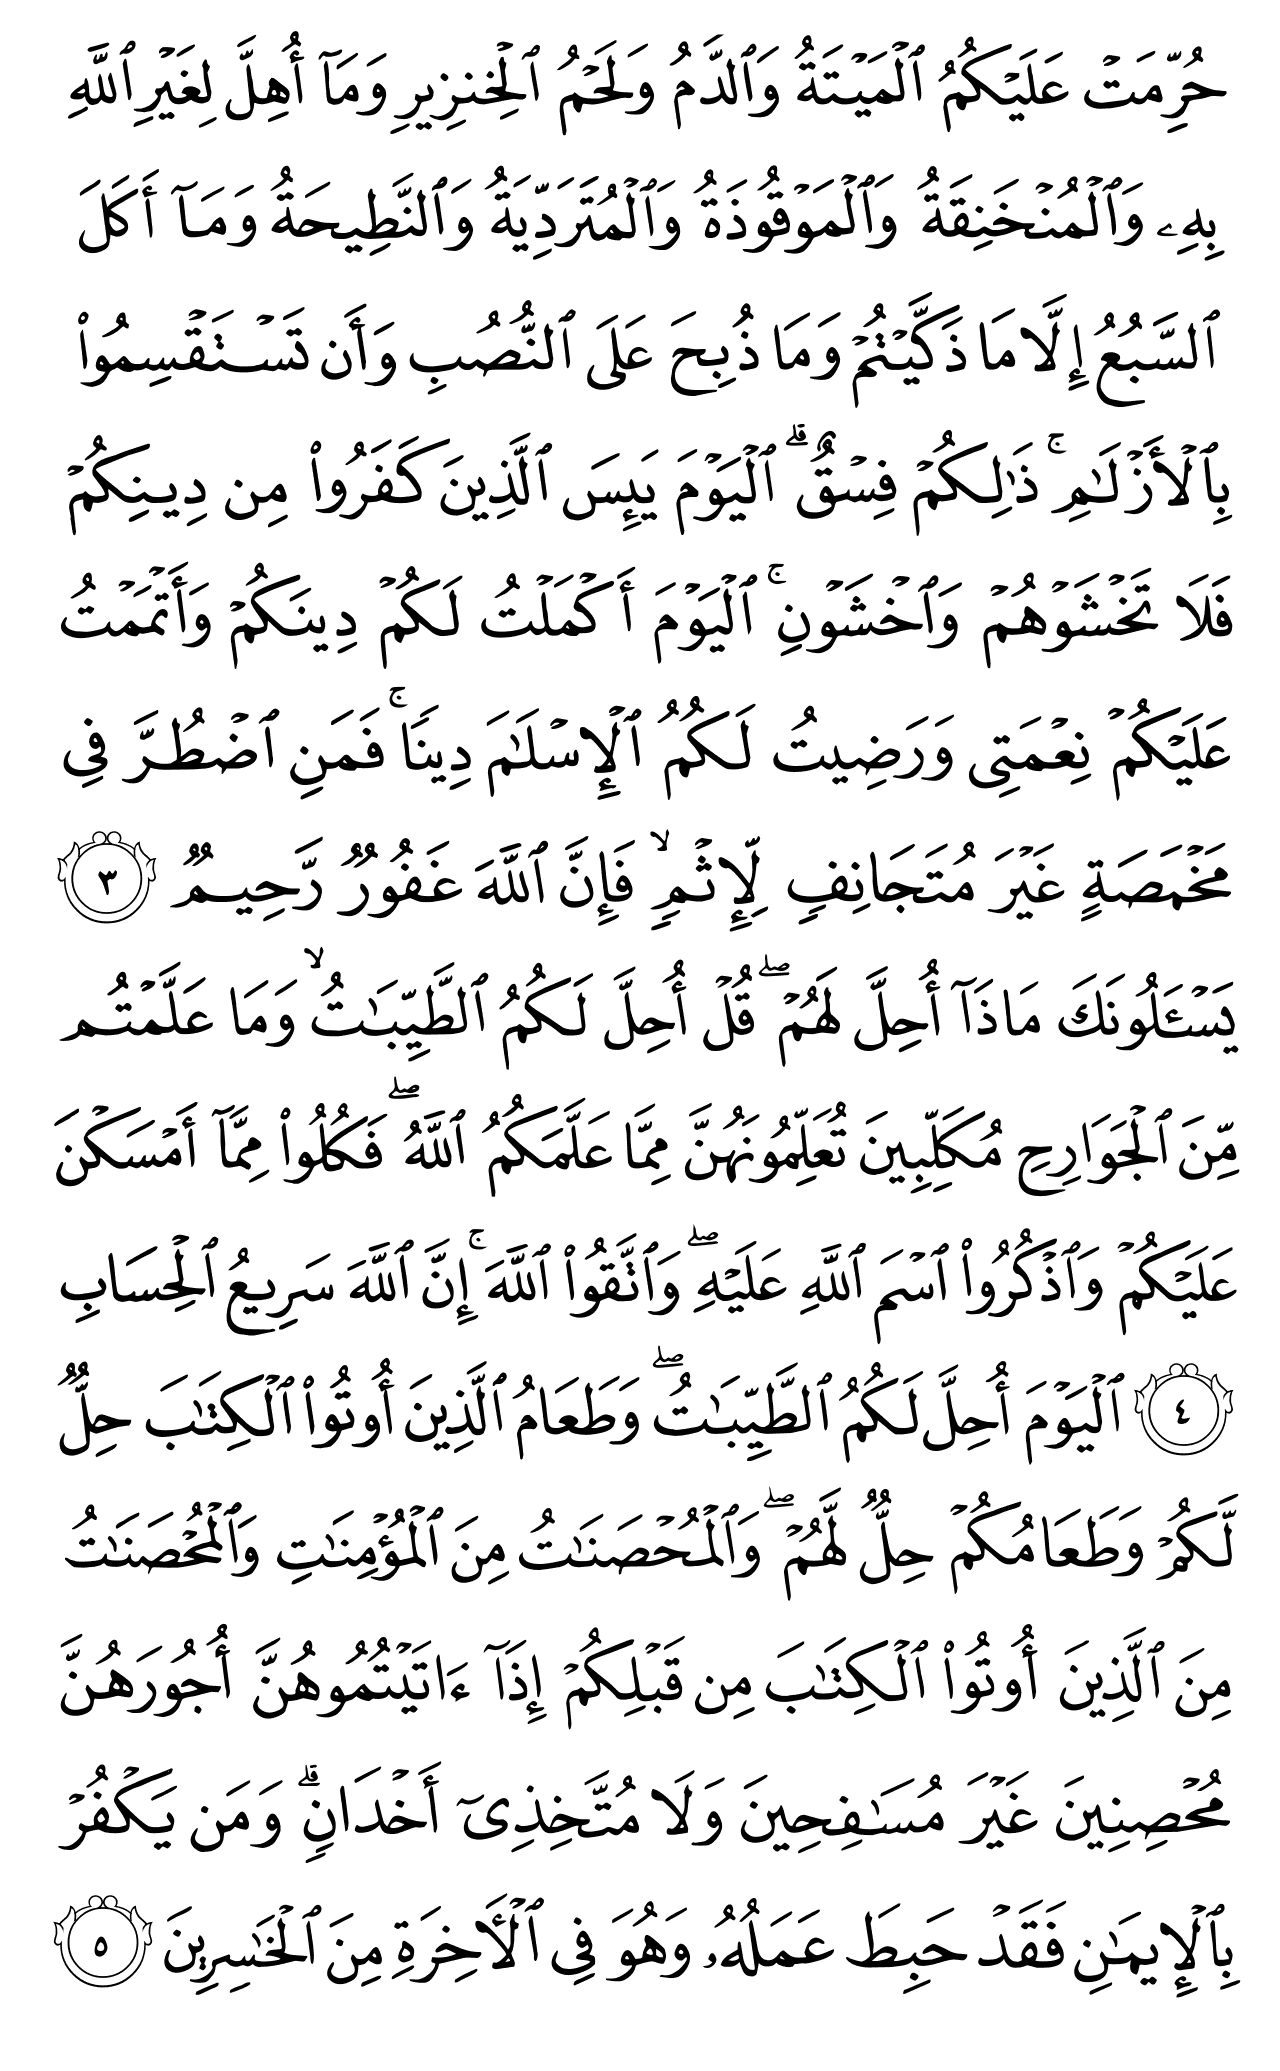 حُرِّمَتۡ عَلَيۡكُمُ ٱلۡمَيۡتَةُ وَٱلدَّمُ وَلَحۡمُ ٱلۡخِنزِيرِ وَمَآ أُهِلَّ لِغَيۡرِ ٱللَّهِ
بِهِۦ وَٱلۡمُنۡخَنِقَةُ وَٱلۡمَوۡقُوذَةُ وَٱلۡمُتَرَدِّيَةُ وَٱلنَّطِيحَةُ وَمَآ أَكَلَ
ٱلسَّبُعُ إِلَّا مَا ذَكَّيۡتُمۡ وَمَا ذُبِحَ عَلَى ٱلنُّصُبِ وَأَن تَسۡتَقۡسِمُواْ
بِٱلۡأَزۡلَٰمِۚ ذَٰلِكُمۡ فِسۡقٌۗ ٱلۡيَوۡمَ يَئِسَ ٱلَّذِينَ كَفَرُواْ مِن دِينِكُمۡ
فَلَا تَخۡشَوۡهُمۡ وَٱخۡشَوۡنِۚ ٱلۡيَوۡمَ أَكۡمَلۡتُ لَكُمۡ دِينَكُمۡ وَأَتۡمَمۡتُ
عَلَيۡكُمۡ نِعۡمَتِي وَرَضِيتُ لَكُمُ ٱلۡإِسۡلَٰمَ دِينٗاۚ فَمَنِ ٱضۡطُرَّ فِي
مَخۡمَصَةٍ غَيۡرَ مُتَجَانِفٖ لِّإِثۡمٖ ۙ فَإِنَّ ٱللَّهَ غَفُورٞ رَّحِيمٞ ٣
يَسۡـَٔلُونَكَ مَاذَآ أُحِلَّ لَهُمۡۖ قُلۡ أُحِلَّ لَكُمُ ٱلطَّيِّبَٰتُ ۙ وَمَا عَلَّمۡتُم
مِّنَ ٱلۡجَوَارِحِ مُكَلِّبِينَ تُعَلِّمُونَهُنَّ مِمَّا عَلَّمَكُمُ ٱللَّهُۖ فَكُلُواْ مِمَّآ أَمۡسَكۡنَ
عَلَيۡكُمۡ وَٱذۡكُرُواْ ٱسۡمَ ٱللَّهِ عَلَيۡهِۖ وَٱتَّقُواْ ٱللَّهَۚ إِنَّ ٱللَّهَ سَرِيعُ ٱلۡحِسَابِ
٤ ٱلۡيَوۡمَ أُحِلَّ لَكُمُ ٱلطَّيِّبَٰتُۖ وَطَعَامُ ٱلَّذِينَ أُوتُواْ ٱلۡكِتَٰبَ حِلّٞ
لَّكُمۡ وَطَعَامُكُمۡ حِلّٞ لَّهُمۡۖ وَٱلۡمُحۡصَنَٰتُ مِنَ ٱلۡمُؤۡمِنَٰتِ وَٱلۡمُحۡصَنَٰتُ
مِنَ ٱلَّذِينَ أُوتُواْ ٱلۡكِتَٰبَ مِن قَبۡلِكُمۡ إِذَآ ءَاتَيۡتُمُوهُنَّ أُجُورَهُنَّ
مُحۡصِنِينَ غَيۡرَ مُسَٰفِحِينَ وَلَا مُتَّخِذِيٓ أَخۡدَانٖۗ وَمَن يَكۡفُرۡ
بِٱلۡإِيمَٰنِ فَقَدۡ حَبِطَ عَمَلُهُۥ وَهُوَ فِي ٱلۡأٓخِرَةِ مِنَ ٱلۡخَٰسِرِينَ ٥